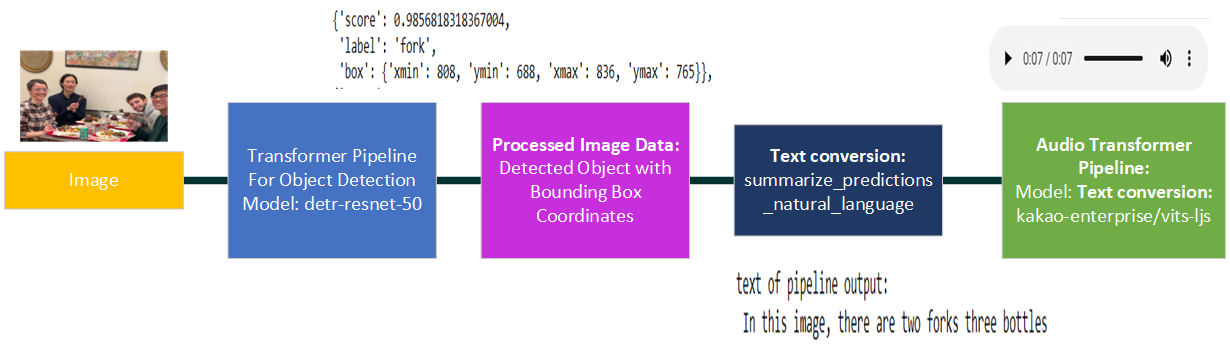 {'score': 0.9856818318367004,
'label': 'fork',
'box': {'xmin': 808, 'ymin': 688, 'xmax': 836, 'ymax': 765}},
0:07 / 0:07
Image
Transformer Pipeline
For Object Detection
Model: detr-resnet-50
Processed Image Data:
Detected Object with
Bounding Box
Coordinates
Text conversion:
summarize_predictions
_natural_language
Audio Transformer
Pipeline:
Model: Text conversion:
kakao-enterprise/vits-ljs
text of pipeline output:
In this image, there are two forks three bottles